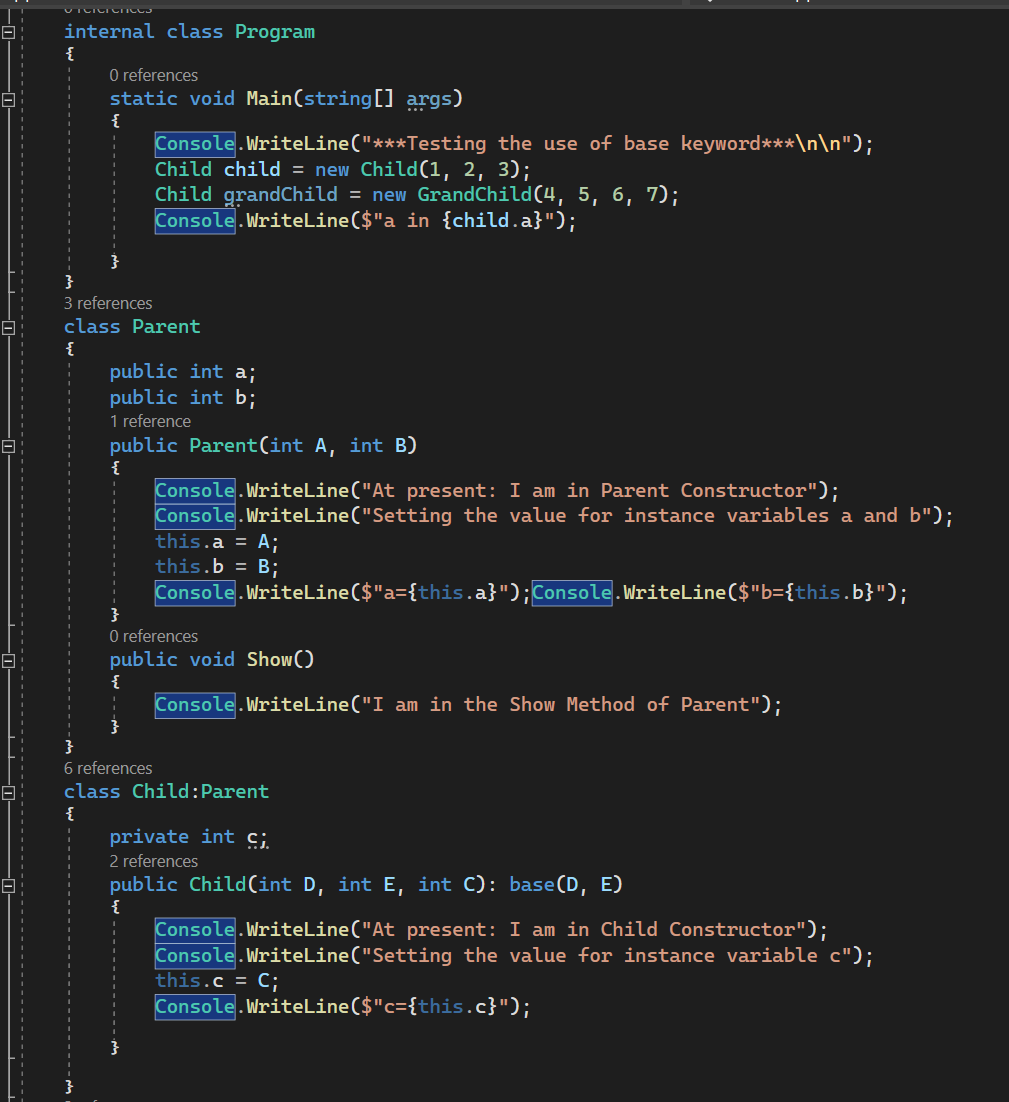 0 references
internal class Program
{
0 references
static void Main(string[] args)
{
Console.WriteLine("***Testing the use of base keyword***\n\n");
Child child = new Child(1, 2, 3);
Child grandChild = new GrandChild(4, 5, 6, 7);
Console.WriteLine($"a in {child.a}");
}
}
3 references
class Parent
{
public int a;
public int b;
1 reference
public Parent(int A, int B)
{
Console.WriteLine("At present: I am in Parent Constructor");
Console.WriteLine("Setting the value for instance variables a and b");
this.a = A;
this.b = B;
Console.WriteLine($"a={this.a}");Console.WriteLine($"b={this.b}");
}
0 references
public void Show()
{
Console.WriteLine("I am in the Show Method of Parent");
}
}
6 references
class Child:Parent
{
private int c;
2 references
public Child(int D, int E, int C): base(D, E)
{
Console.WriteLine("At present: I am in Child Constructor");
Console.WriteLine("Setting the value for instance variable c");
this.c = C;
Console.WriteLine($"c={this.c}");
}
}